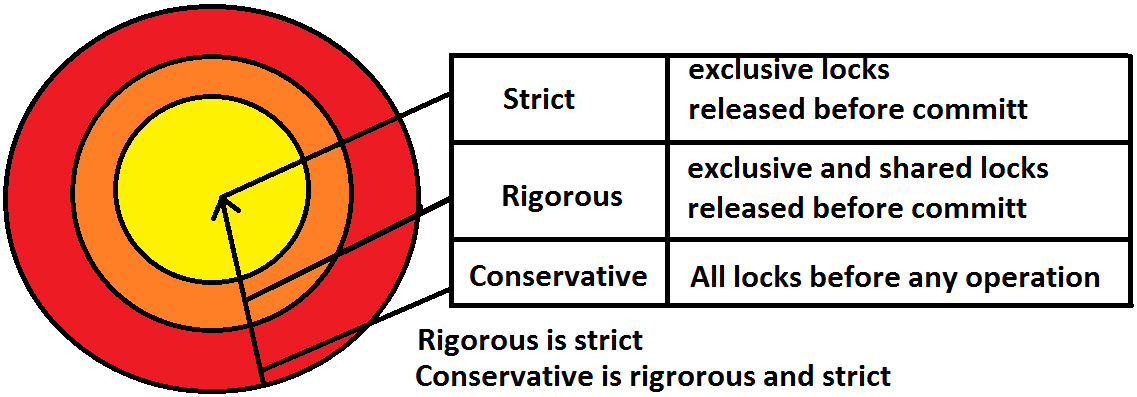 Strict
exclusive locks
released before committ
Rigorous
exclusive and shared locks
released before committ
Conservative
All locks before any operation
Rigorous is strict
Conservative is rigrorous and strict